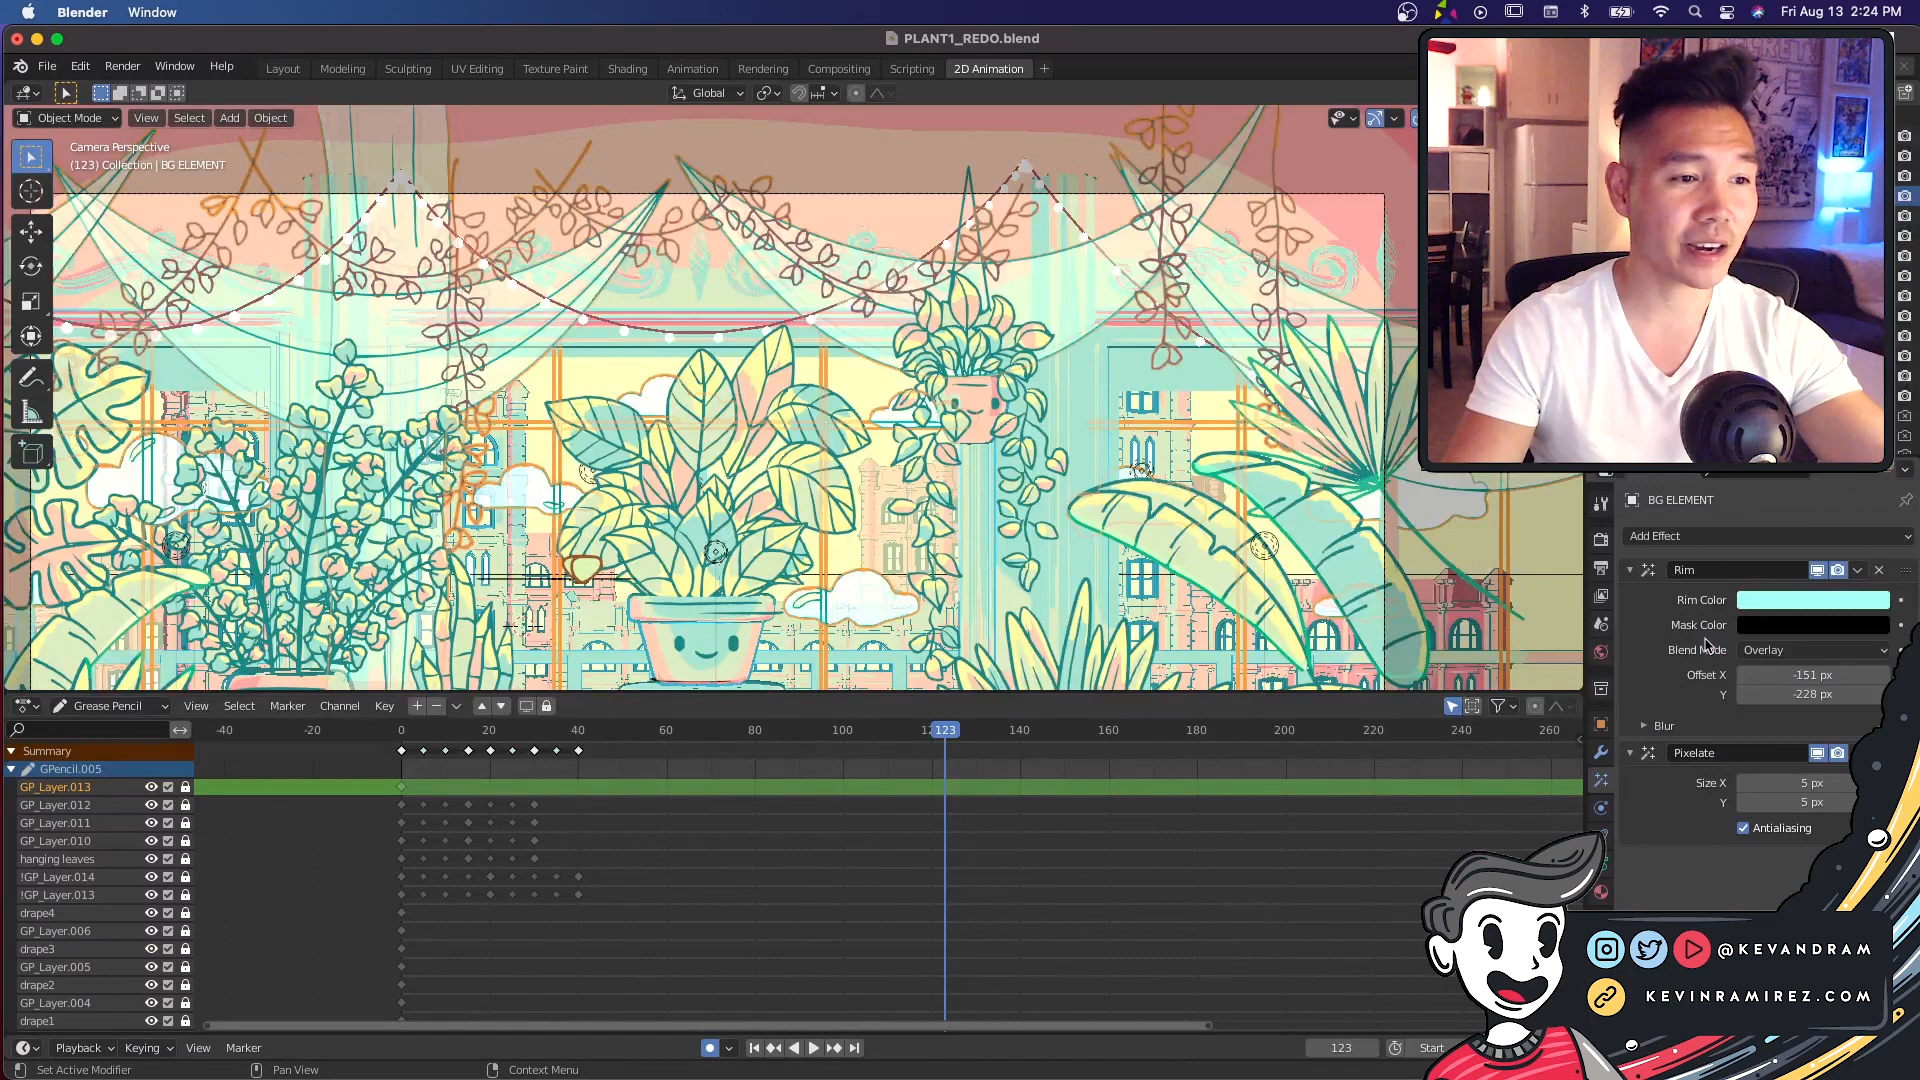 Blender Window
Fri Aug 13 2:24 PM
PLANT1_REDO.blend
File Edit Render Window Help
Layout Modeling Sculpting UV Editing Texture Paint Shading Animation Rendering Compositing Scripting 2D Animation +
Global
Object Mode View Select Add Object
Camera Perspective
(123) Collection | BG ELEMENT
BG ELEMENT
Add Effect
Rim
Rim Color
Mask Color
Blend Mode Overlay
Offset X -151 px
Y -228 px
Blur
Pixelate
Size X 5 px
Y 5 px
Antialiasing
Grease Pencil View Select Marker Channel Key
-40 -20 0 20 40 60 80 100 123 140 160 180 200 220 240 260
Summary
GPencil.005
GP_Layer.013
GP_Layer.012
GP_Layer.011
GP_Layer.010
hanging leaves
!GP_Layer.014
!GP_Layer.013
drape4
GP_Layer.006
drape3
GP_Layer.005
drape2
GP_Layer.004
drape1
@KEVANDRAM
KEVINRAMIREZ.COM
Playback Keying View Marker
123 Start
Set Active Modifier Pan View Context Menu